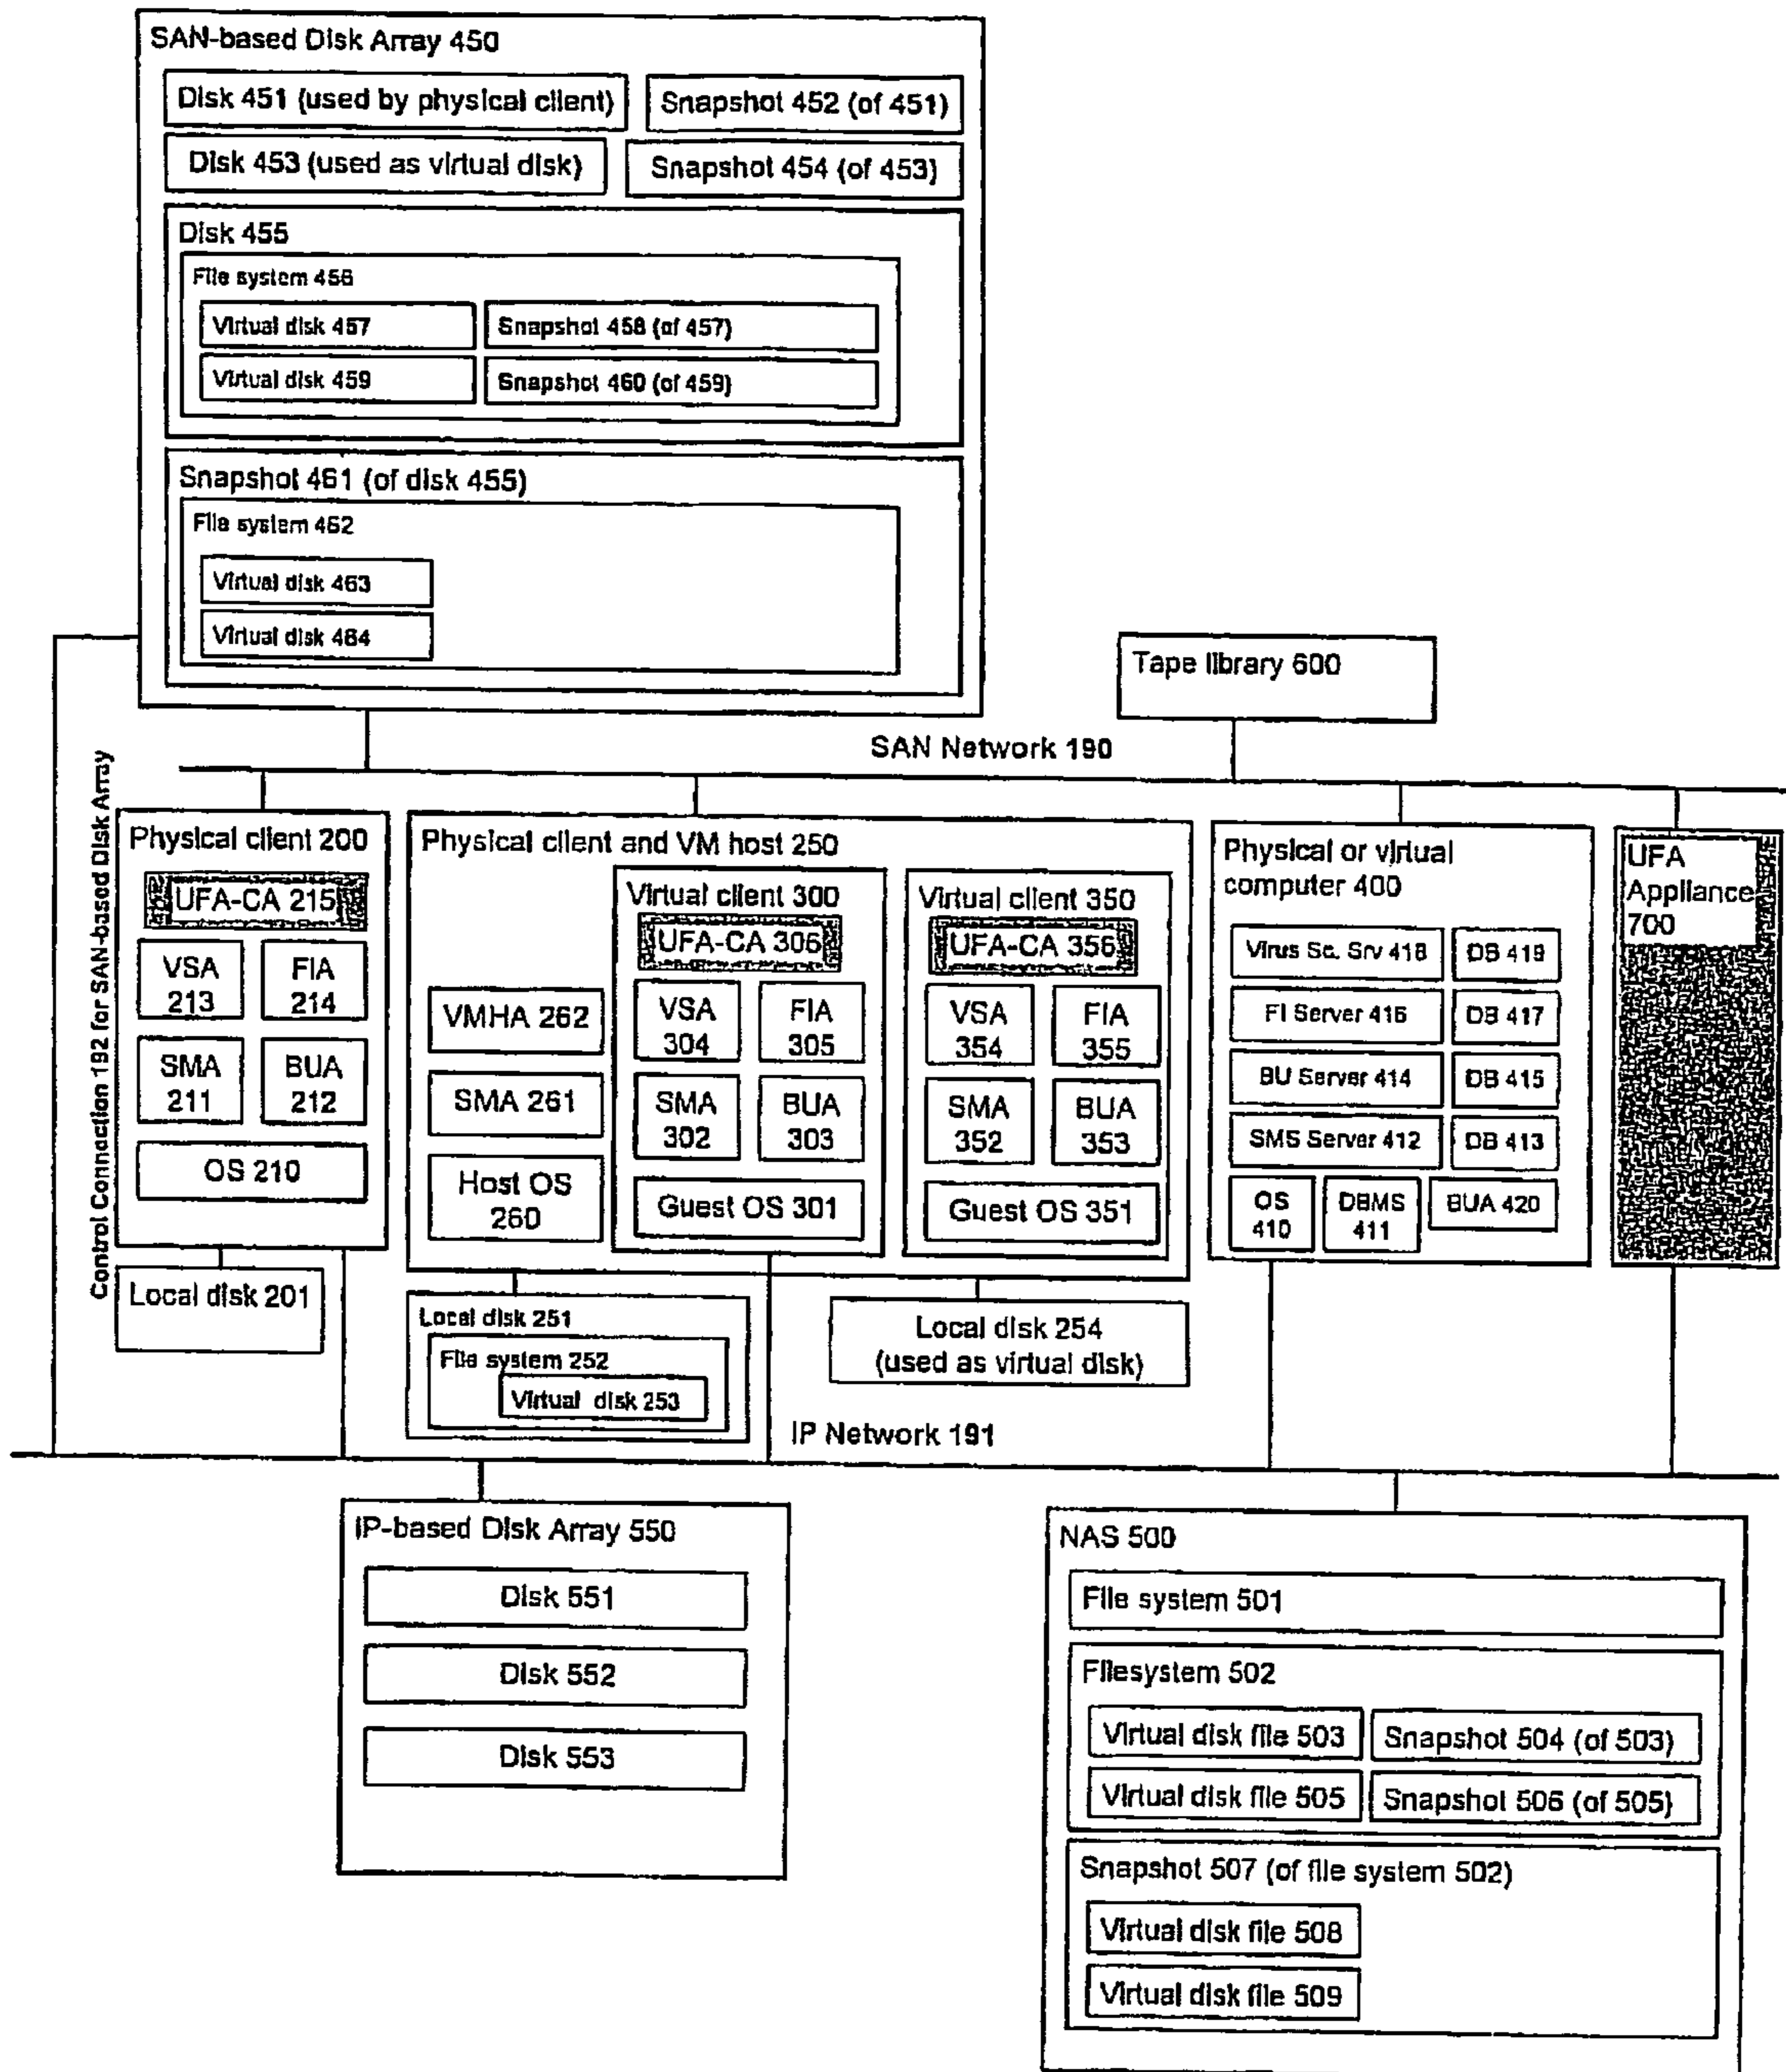 SAN-based Disk Array 450
Disk 451 (used by physical client)
Snapshot 452 (of 451)
Disk 453 (used as virtual disk)
Snapshot 454 (of 453)
Disk 455
File system 456
Virtual disk 457
Snapshot 458 (of 457)
Virtual disk 459
Snapshot 460 (of 459)
Snapshot 461 (of disk 455)
File system 462
Virtual disk 463
Virtual disk 464
Tape library 600
SAN Network 190
Control Connection 192 for SAN-based Disk Array
Physical client 200
UFA-CA 215
VSA
213
FIA
214
SMA
211
BUA
212
OS 210
Local disk 201
Physical client and VM host 250
VMHA 262
SMA 261
Host OS
260
Virtual client 300
UFA-CA 306
VSA
304
FIA
305
SMA
302
BUA
303
Guest OS 301
Virtual client 350
UFA-CA 356
VSA
354
FIA
355
SMA
352
BUA
353
Guest OS 351
Local disk 251
File system 252
Virtual disk 253
Local disk 254
(used as virtual disk)
Physical or virtual
computer 400
Virus Sc. Srv 418
DB 419
FI Server 416
DB 417
BU Server 414
DB 415
SMS Server 412
DB 413
OS
410
DBMS
411
BUA 420
UFA
Appliance
700
IP Network 191
IP-based Disk Array 550
Disk 551
Disk 552
Disk 553
NAS 500
File system 501
Filesystem 502
Virtual disk file 503
Snapshot 504 (of 503)
Virtual disk file 505
Snapshot 506 (of 505)
Snapshot 507 (of file system 502)
Virtual disk file 508
Virtual disk file 509